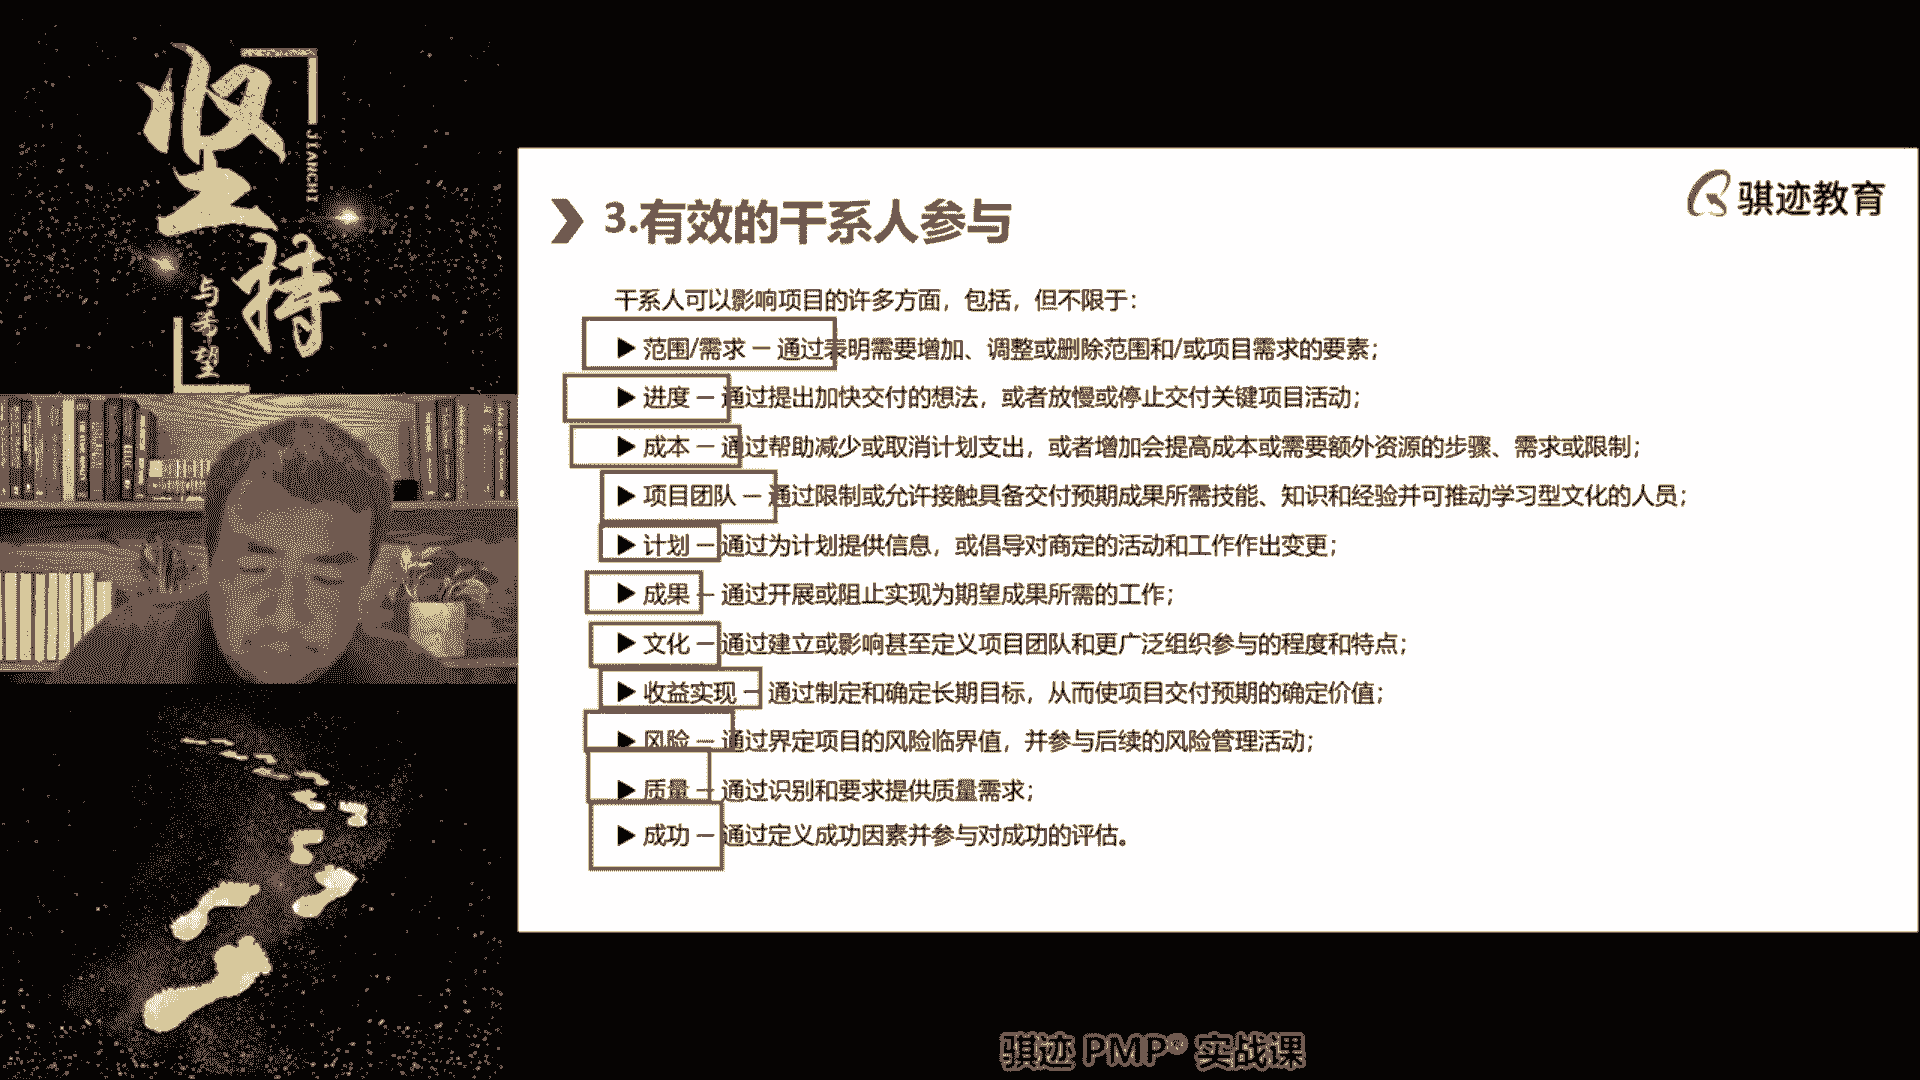 坚持
JIANCHI
与希望
骐迹教育
3.有效的干系人参与
干系人可以影响项目的许多方面，包括，但不限于：
▶ 范围/需求 － 通过表明需要增加、调整或删除范围和/或项目需求的要素；
▶ 进度 － 通过提出加快交付的想法，或者放慢或停止交付关键项目活动；
▶ 成本 － 通过帮助减少或取消计划支出，或者增加会提高成本或需要额外资源的步骤、需求或限制；
▶ 项目团队 － 通过限制或允许接触具备交付预期成果所需技能、知识和经验并可推动学习型文化的人员；
▶ 计划 － 通过为计划提供信息，或倡导对商定的活动和工作作出变更；
▶ 成果 － 通过开展或阻止实现为期望成果所需的工作；
▶ 文化 － 通过建立或影响甚至定义项目团队和更广泛组织参与的程度和特点；
▶ 收益实现 － 通过制定和确定长期目标，从而使项目交付预期的确定价值；
▶ 风险 － 通过界定项目的风险临界值，并参与后续的风险管理活动；
▶ 质量 － 通过识别和要求提供质量需求；
▶ 成功 － 通过定义成功因素并参与对成功的评估。
骐迹 PMP® 实战课